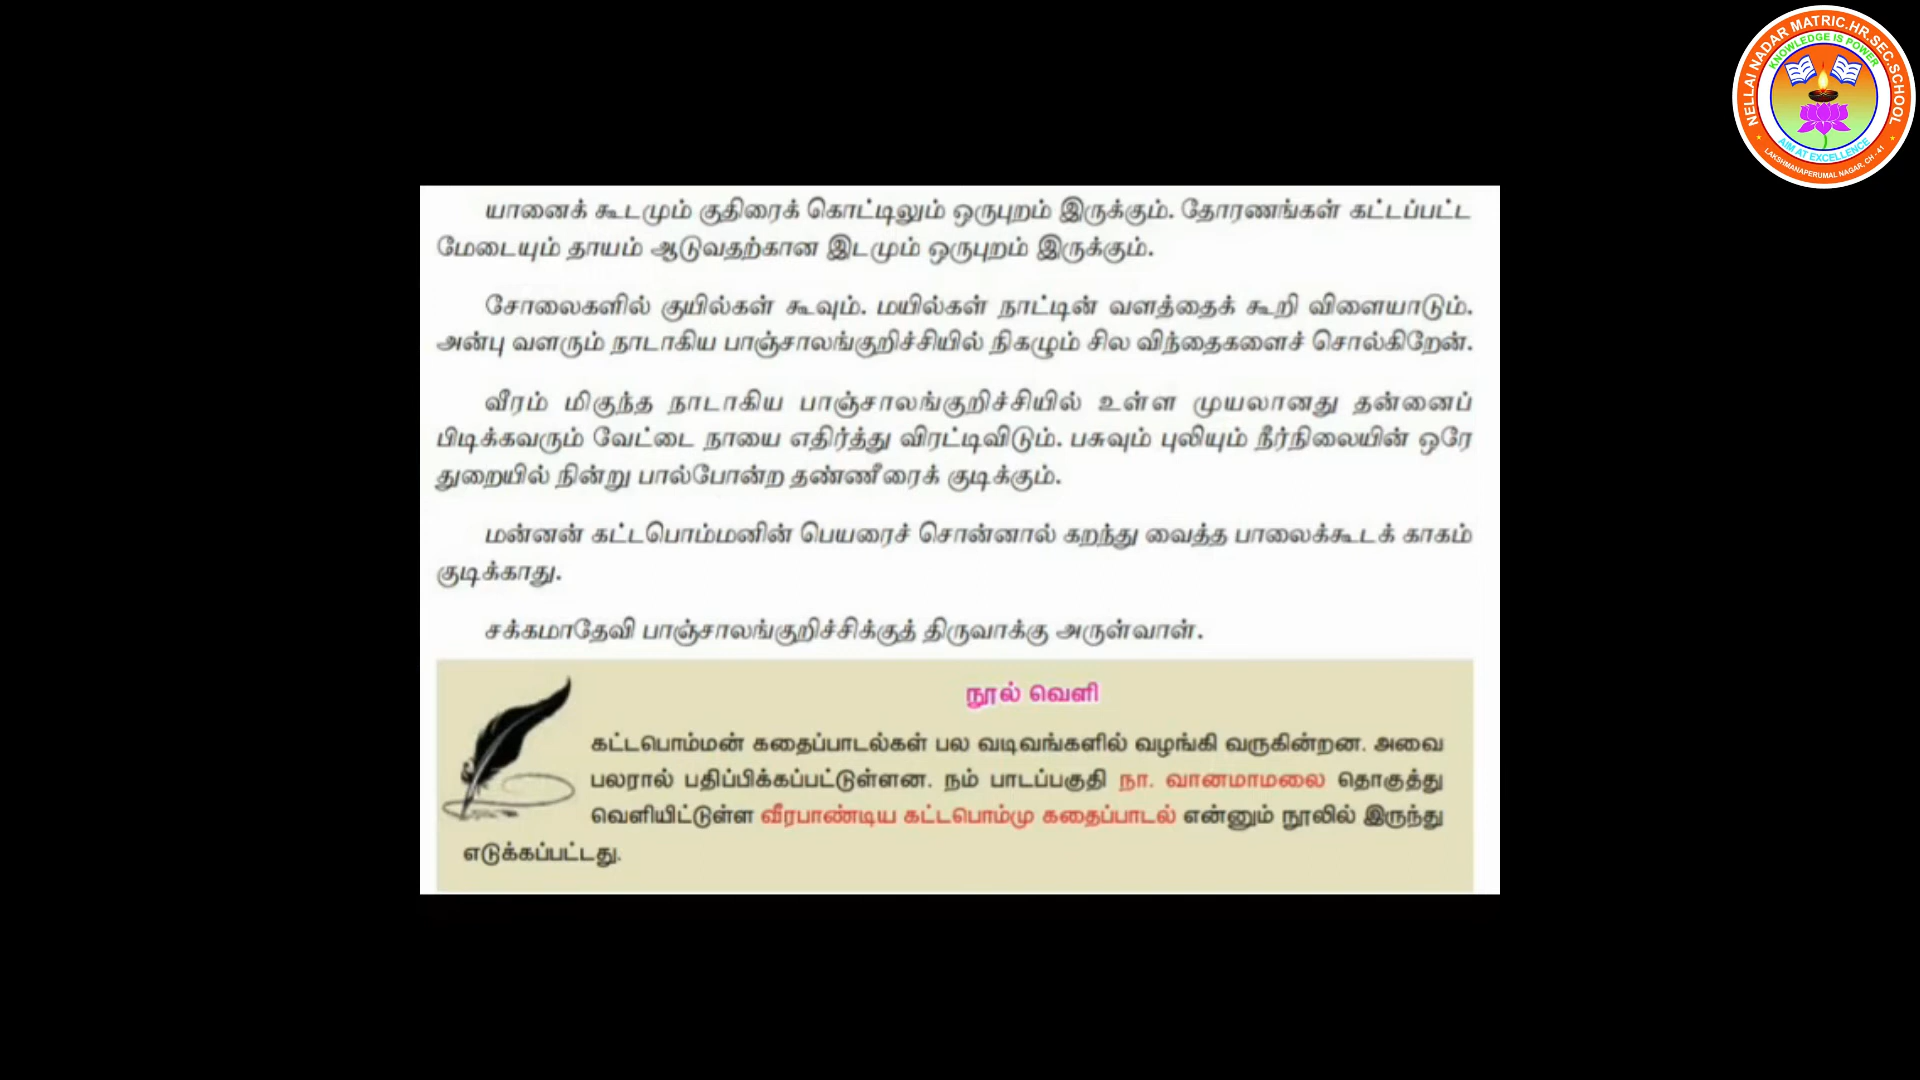 யானைக் கூடமும் குதிரைக் கொட்டிலும் ஒருபுறம் இருக்கும். தோரணங்கள் கட்டப்பட்ட
மேடையும் தாயம் ஆடுவதற்கான இடமும் ஒருபுறம் இருக்கும்.
சோலைகளில் குயில்கள் கூவும். மயில்கள் நாட்டின் வளத்தைக் கூறி விளையாடும்.
அன்பு வளரும் நாடாகிய பாஞ்சாலங்குறிச்சியில் நிகழும் சில விந்தைகளைச் சொல்கிறேன்.
வீரம் மிகுந்த நாடாகிய பாஞ்சாலங்குறிச்சியில் உள்ள முயலானது தன்னைப்
பிடிக்கவரும் வேட்டை நாயை எதிர்த்து விரட்டிவிடும். பசுவும் புலியும் நீர்நிலையின் ஒரே
துறையில் நின்று பால்போன்ற தண்ணீரைக் குடிக்கும்.
மன்னன் கட்டபொம்மனின் பெயரைச் சொன்னால் கறந்து வைத்த பாலைக்கூடக் காகம்
குடிக்காது.
சக்கமாதேவி பாஞ்சாலங்குறிச்சிக்குத் திருவாக்கு அருள்வாள்.
நூல் வெளி
கட்டபொம்மன் கதைப்பாடல்கள் பல வடிவங்களில் வழங்கி வருகின்றன. அவை
பலரால் பதிப்பிக்கப்பட்டுள்ளன. நம் பாடப்பகுதி நா. வானமாமலை தொகுத்து
வெளியிட்டுள்ள வீரபாண்டிய கட்டபொம்மு கதைப்பாடல் என்னும் நூலில் இருந்து
எடுக்கப்பட்டது.
NELLAI NADAR MATRIC.HR.SEC.SCHOOL
KNOWLEDGE IS POWER
AIM AT EXCELLENCE
LAKSHMANAPERUMAL NAGAR, CH - 41